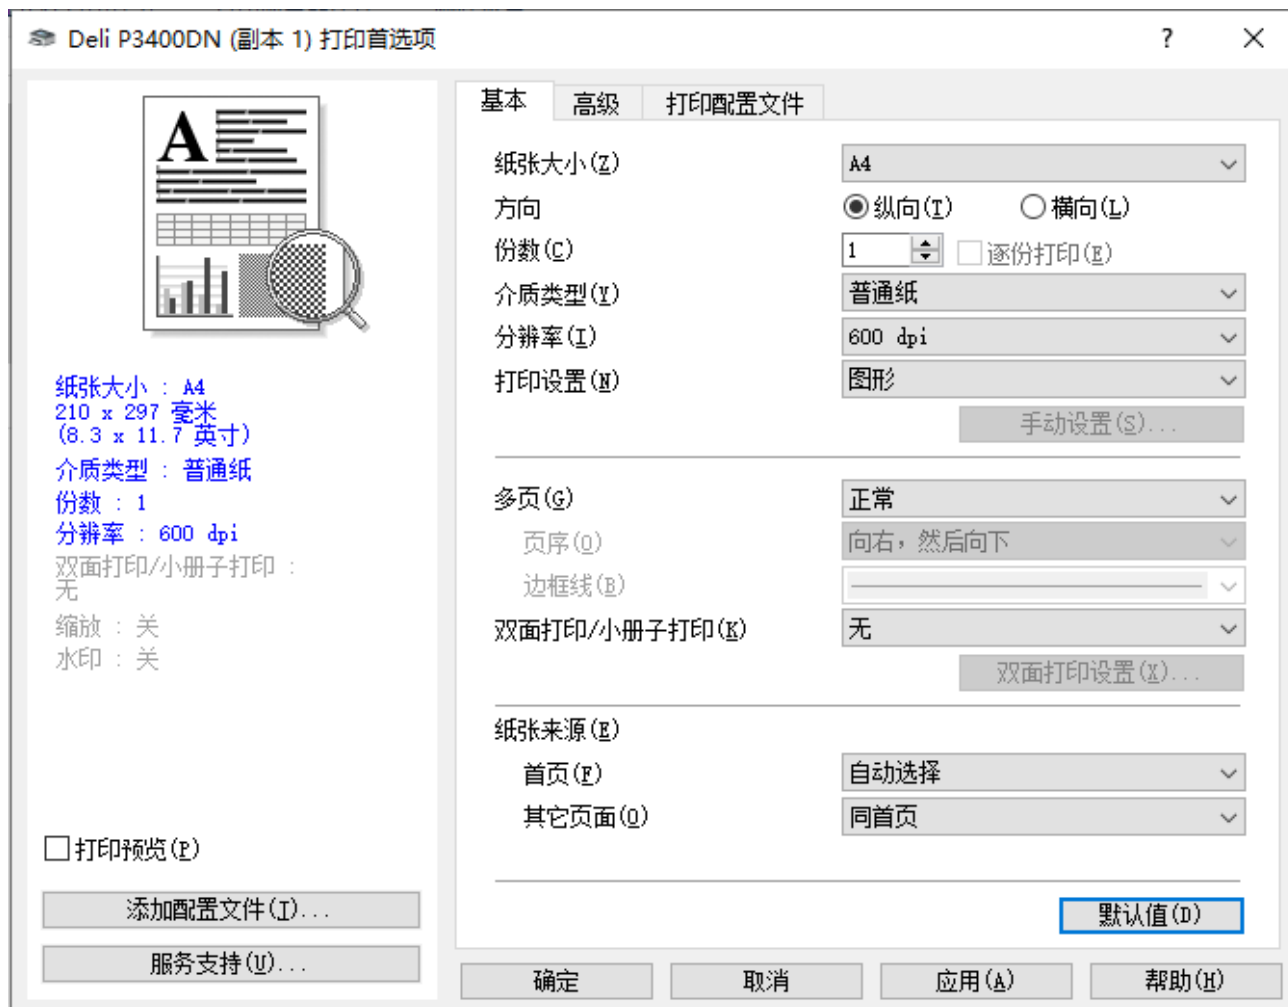 Deli P3400DN (副本 1) 打印首选项
?
A
纸张大小 : A4
210 x 297 毫米
(8.3 x 11.7 英寸)
介质类型 : 普通纸
份数 : 1
分辨率 : 600 dpi
双面打印/小册子打印 :
无
缩放 : 关
水印 : 关
打印预览(P)
添加配置文件(I)...
服务支持(U)...
基本 高级 打印配置文件
纸张大小(Z) A4
方向 纵向(T) 横向(L)
份数(C) 1 逐份打印(E)
介质类型(Y) 普通纸
分辨率(I) 600 dpi
打印设置(N) 图形
手动设置(S)...
多页(G) 正常
页序(O) 向右，然后向下
边框线(B)
双面打印/小册子打印(K) 无
双面打印设置(X)...
纸张来源(E)
首页(F) 自动选择
其它页面(O) 同首页
默认值(D)
确定 取消 应用(A) 帮助(H)